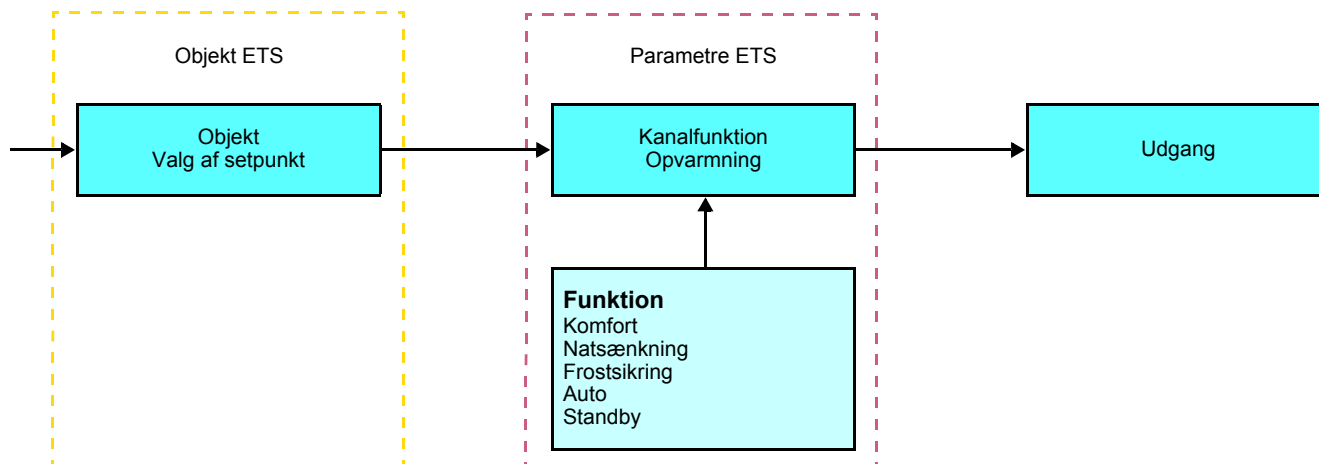 Objekt ETS
Parametre ETS
Objekt
Valg af setpunkt
Kanalfunktion
Opvarmning
Udgang
Funktion
Komfort
Natsænkning
Frostsikring
Auto
Standby